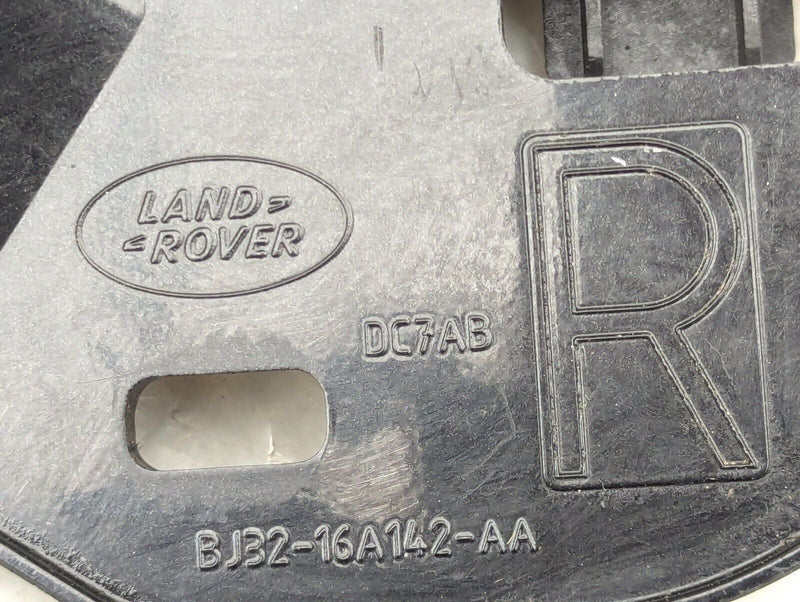 LAND>
<ROVER
R
DC7AB
BJ32-16A142-AA